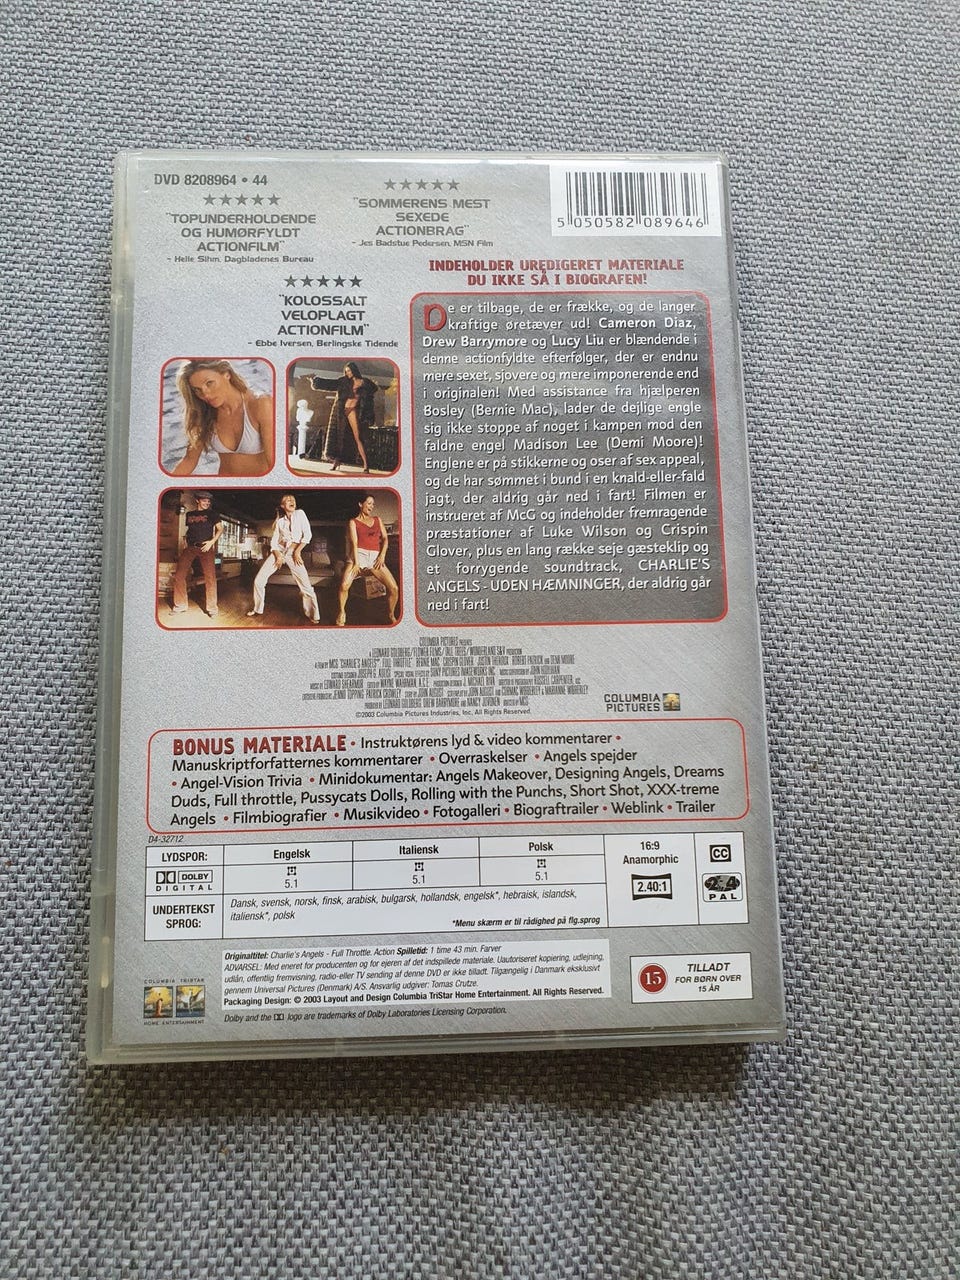 DVD 8208964 • 44
★★★★★
"TOPUNDERHOLDENDE
OG HUMØRFYLDT
ACTIONFILM"
- Helle Sihm, Dagbladenes Bureau
★★★★★
"SOMMERENS MEST
SEXEDE
ACTIONBRAG"
- Jes Badstue Pedersen, MSN Film
5 050582 089646
★★★★★
"KOLOSSALT
VELOPLAGT
ACTIONFILM"
- Ebbe Iversen, Berlingske Tidende
INDEHOLDER UREDIGERET MATERIALE
DU IKKE SÅ I BIOGRAFEN!
De er tilbage, de er frække, og de langer
kraftige øretæver ud! Cameron Diaz,
Drew Barrymore og Lucy Liu er blændende i
denne actionfyldte efterfølger, der er endnu
mere sexet, sjovere og mere imponerende end
i originalen! Med assistance fra hjælperen
Bosley (Bernie Mac), lader de dejlige engle
sig ikke stoppe af noget i kampen mod den
faldne engel Madison Lee (Demi Moore)!
Englene er på stikkerne og oser af sex appeal,
og de har sømmet i bund i en knald-eller-fald
jagt, der aldrig går ned i fart! Filmen er
instrueret af McG og indeholder fremragende
præstationer af Luke Wilson og Crispin
Glover, plus en lang række seje gæsteklip og
et forrygende soundtrack, CHARLIE'S
ANGELS - UDEN HÆMNINGER, der aldrig går
ned i fart!
COLUMBIA PICTURES PRESENTS
©2003 Columbia Pictures Industries, Inc. All Rights Reserved.
COLUMBIA
PICTURES
BONUS MATERIALE • Instruktørens lyd & video kommentarer •
Manuskriptforfatternes kommentarer • Overraskelser • Angels spejder
• Angel-Vision Trivia • Minidokumentar: Angels Makeover, Designing Angels, Dreams
Duds, Full throttle, Pussycats Dolls, Rolling with the Punchs, Short Shot, XXX-treme
Angels • Filmbiografier • Musikvideo • Fotogalleri • Biograftrailer • Weblink • Trailer
D4-32712
LYDSPOR:
DOLBY
DIGITAL
Engelsk
5.1
Italiensk
5.1
Polsk
5.1
16:9
Anamorphic
2.40:1
CC
2 4
PAL
UNDERTEKST
SPROG:
Dansk, svensk, norsk, finsk, arabisk, bulgarsk, hollandsk, engelsk*, hebraisk, islandsk,
italiensk*, polsk
*Menu skærm er til rådighed på flg.sprog
COLUMBIA TRISTAR
HOME ENTERTAINMENT
Originaltitel: Charlie's Angels - Full Throttle. Action Spilletid: 1 time 43 min. Farver
ADVARSEL: Med eneret for producenten og for ejeren af det indspillede materiale. Uautoriseret kopiering, udlejning,
udlån, offentlig fremvisning, radio-eller TV sending af denne DVD er ikke tilladt. Tilgængelig i Danmark eksklusivt
gennem Universal Pictures (Denmark) A/S. Ansvarlig udgiver: Tomas Crutze.
Packaging Design: © 2003 Layout and Design Columbia TriStar Home Entertainment. All Rights Reserved.
Dolby and the logo are trademarks of Dolby Laboratories Licensing Corporation.
15
TILLADT
FOR BØRN OVER
15 ÅR